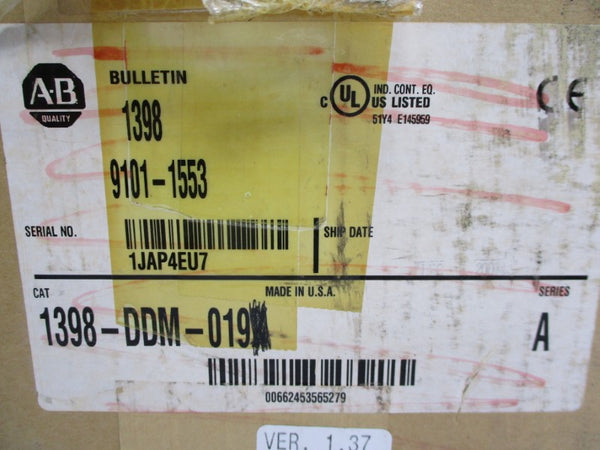 A-B
QUALITY
BULLETIN
1398
9101-1553
C UL IND. CONT. EQ.
US LISTED
51Y4 E145959
CE
SERIAL NO.
1JAP4EU7
SHIP DATE
CAT
MADE IN U.S.A.
SERIES
1398-DDM-019
A
00662453565279
VER. 1.37